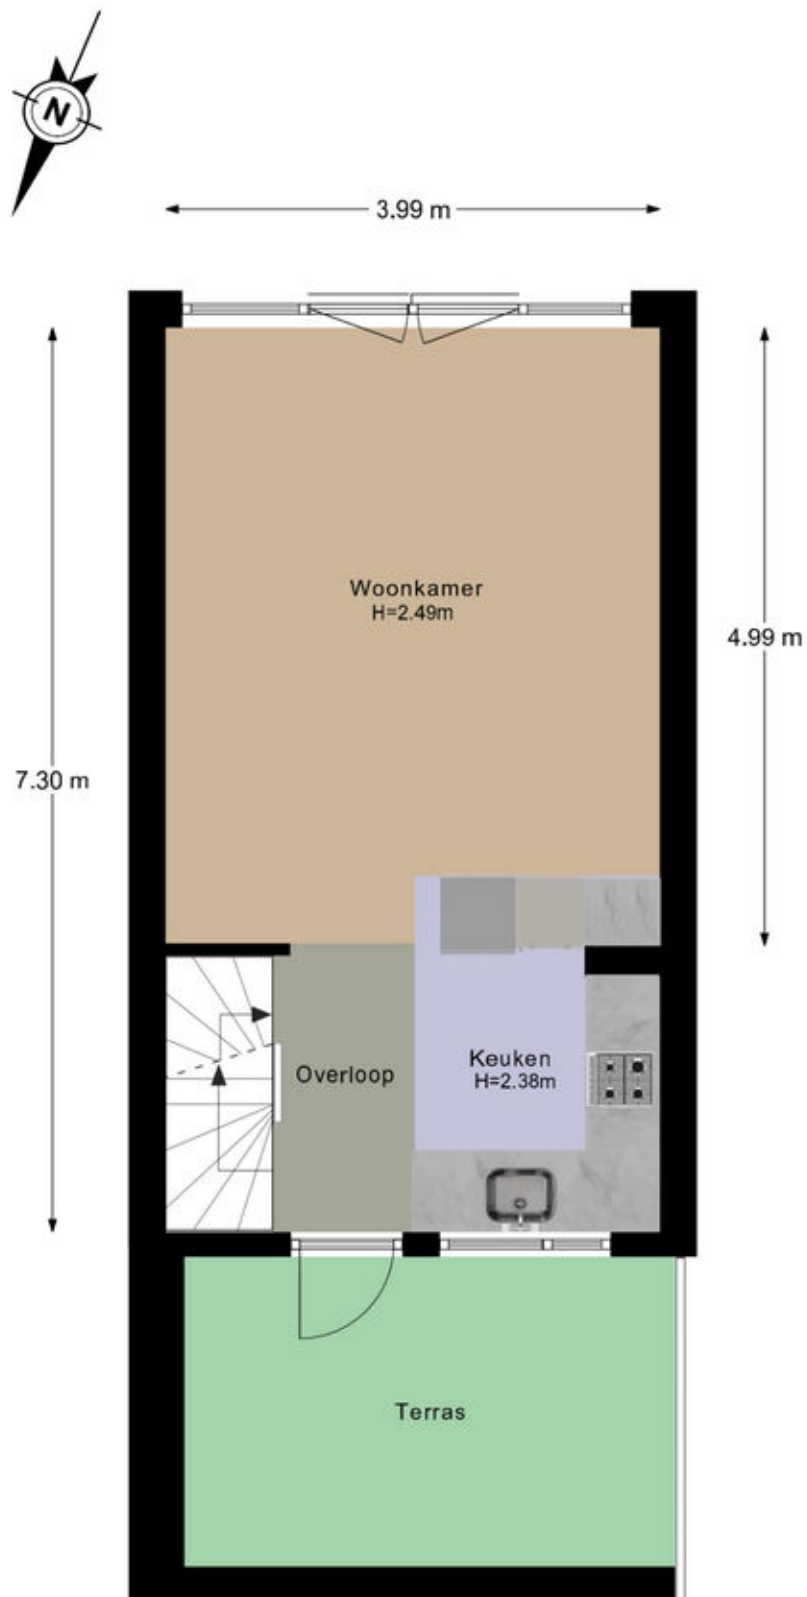 N
3.99 m
Woonkamer
H=2.49m
4.99 m
7.30 m
Overloop
Keuken
H=2.38m
Terras